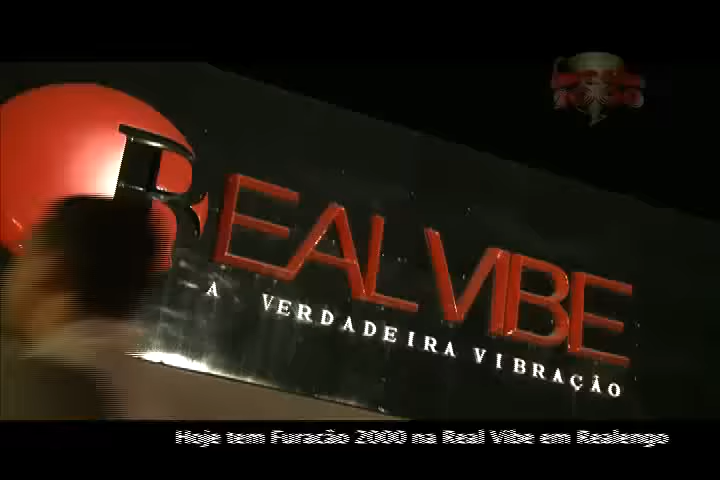 REAL VIBE
A VERDADEIRA VIBRAÇÃO
Hoje tem Furacão 2000 na Real Vibe em Realengo